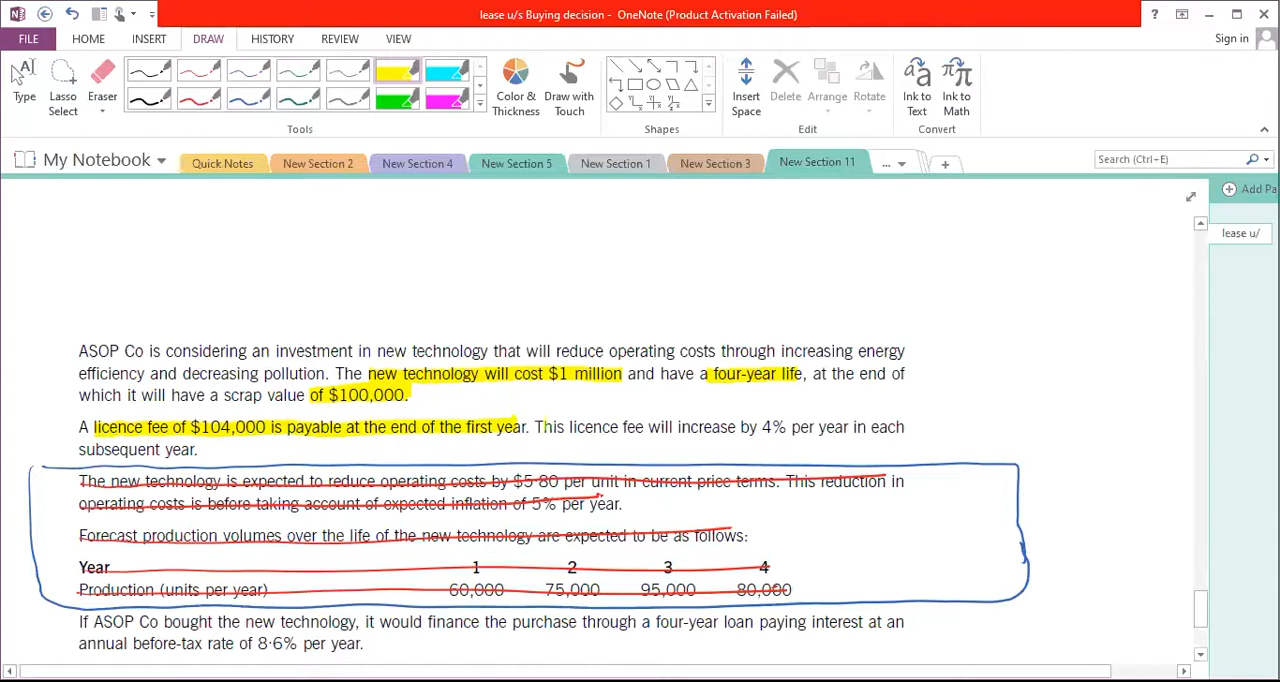 lease u/s Buying decision - OneNote (Product Activation Failed)
FILE HOME INSERT DRAW HISTORY REVIEW VIEW
Sign in
Type
Lasso Select
Eraser
Color & Thickness
Draw with Touch
Insert Space
Delete
Arrange
Rotate
Ink to Text
Ink to Math
Tools
Shapes
Edit
Convert
My Notebook
Quick Notes
New Section 2
New Section 4
New Section 5
New Section 1
New Section 3
New Section 11
...
Search (Ctrl+E)
Add Pa
lease u/
ASOP Co is considering an investment in new technology that will reduce operating costs through increasing energy
efficiency and decreasing pollution. The new technology will cost $1 million and have a four-year life, at the end of
which it will have a scrap value of $100,000.
A licence fee of $104,000 is payable at the end of the first year. This licence fee will increase by 4% per year in each
subsequent year.
The new technology is expected to reduce operating costs by $5·80 per unit in current price terms. This reduction in
operating costs is before taking account of expected inflation of 5% per year.
Forecast production volumes over the life of the new technology are expected to be as follows:
Year 1 2 3 4
Production (units per year) 60,000 75,000 95,000 80,000
If ASOP Co bought the new technology, it would finance the purchase through a four-year loan paying interest at an
annual before-tax rate of 8·6% per year.